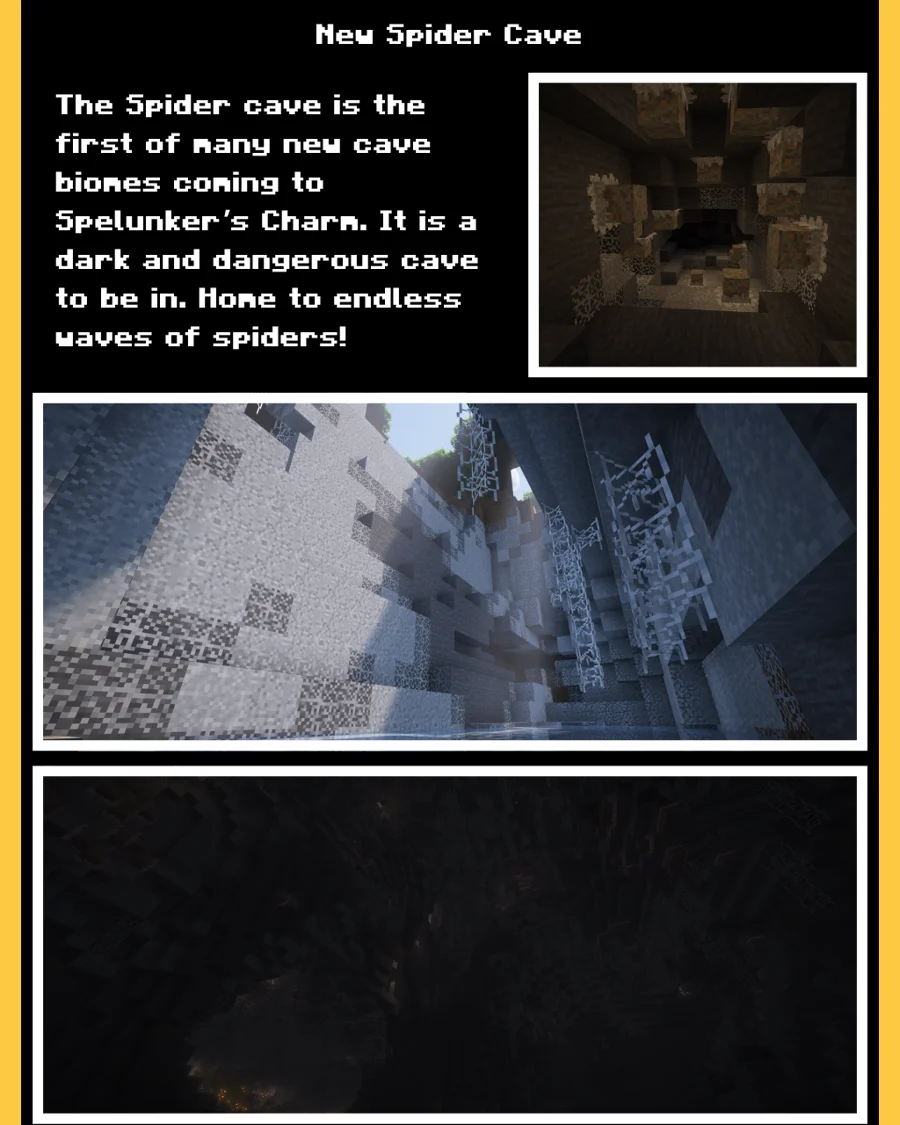 New Spider Cave
The Spider cave is the
first of many new cave
biomes coming to
Spelunker's Charm. It is a
dark and dangerous cave
to be in. Home to endless
waves of spiders!